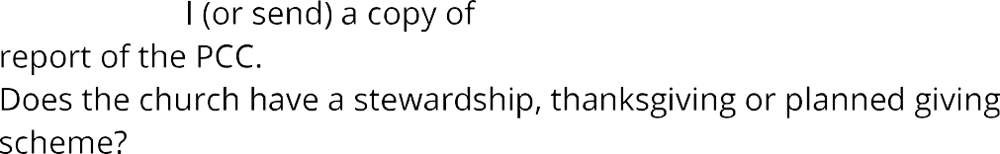 (or send) a copy of
report of the PCC.
Does the church have a stewardship, thanksgiving or planned giving
scheme?